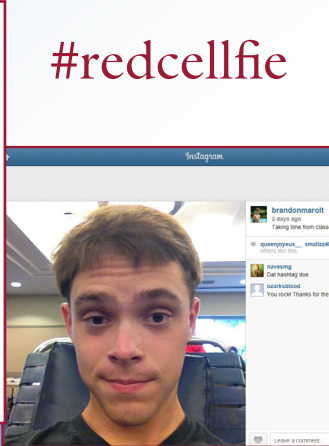 #redcellfie
Instagram
brandonmarolt
3 days ago
Taking time from class
queenjoyeux__ smallzz4
others like this.
navesmg
Dat hashtag doe
ozarksblood
You rock! Thanks for the
Leave a comment...